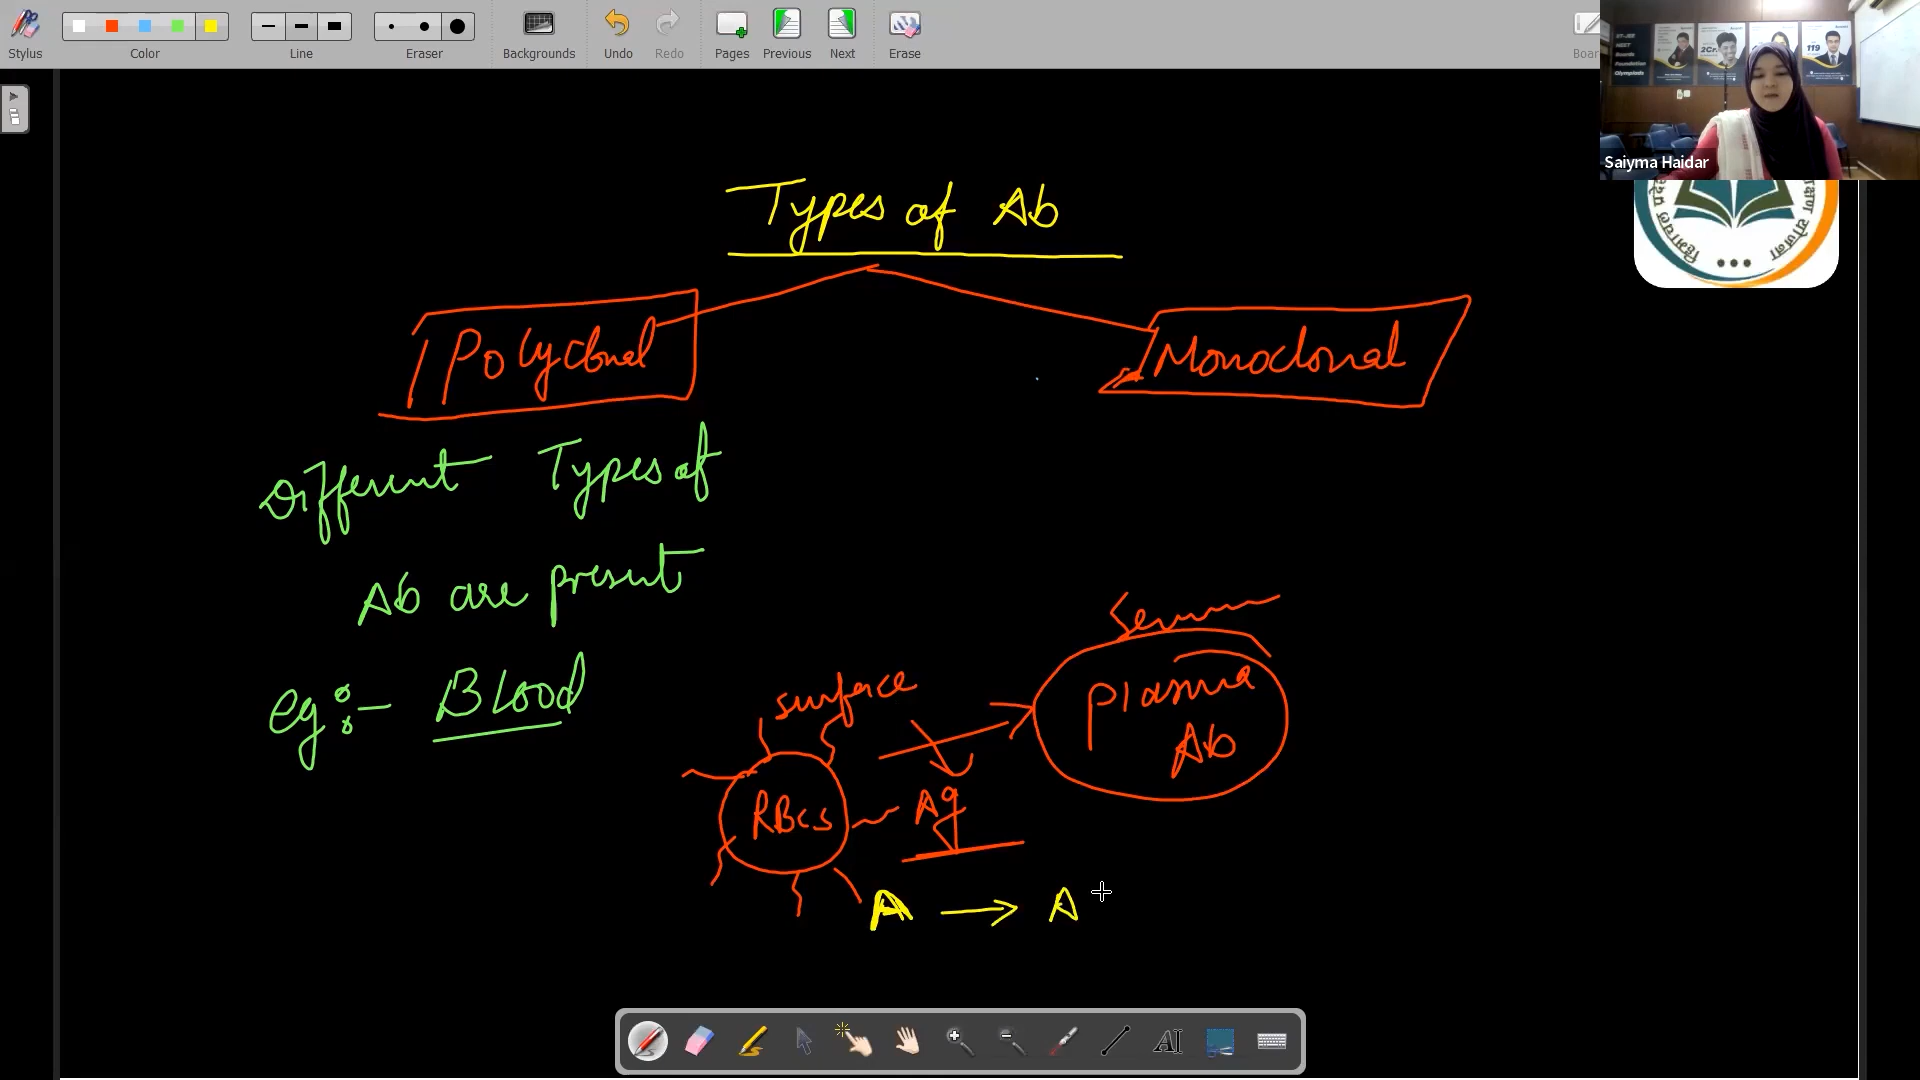 Stylus
Color
Line
Eraser
Backgrounds
Undo
Redo
Pages
Previous
Next
Erase
Saiyma Haidar
Types of Ab
Polyclonal
Monoclonal
Different Types of
Ab are present
eg:- Blood
Serum
surface
Plasma
Ab
RBCs
Ag
A → A